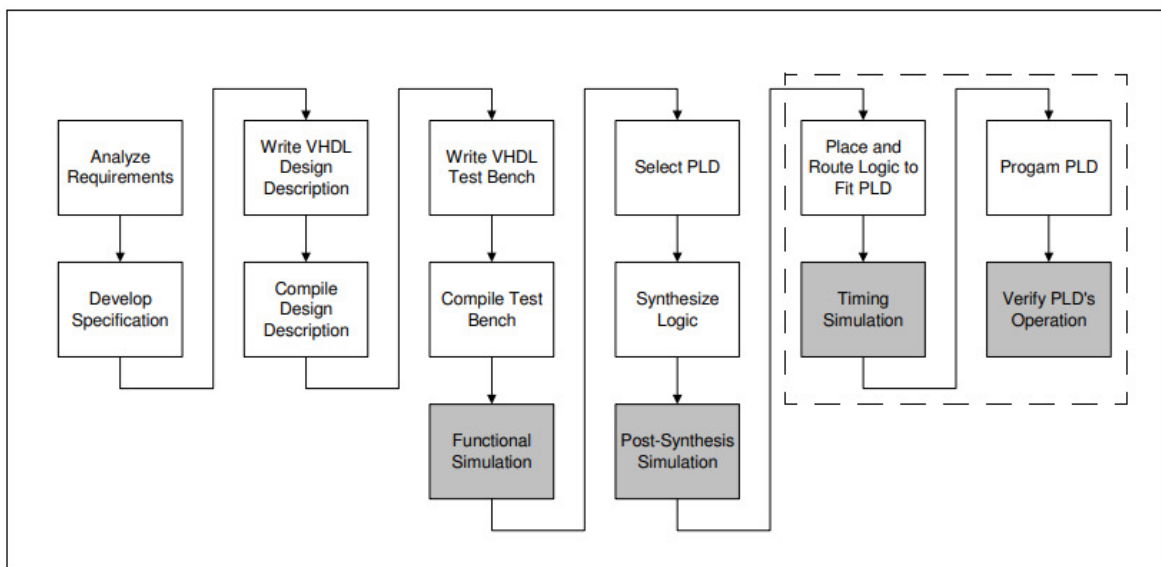 Analyze
Requirements
Develop
Specification
Write VHDL
Design
Description
Compile
Design
Description
Write VHDL
Test Bench
Compile Test
Bench
Functional
Simulation
Select PLD
Synthesize
Logic
Post-Synthesis
Simulation
Place and
Route Logic to
Fit PLD
Timing
Simulation
Progam PLD
Verify PLD's
Operation